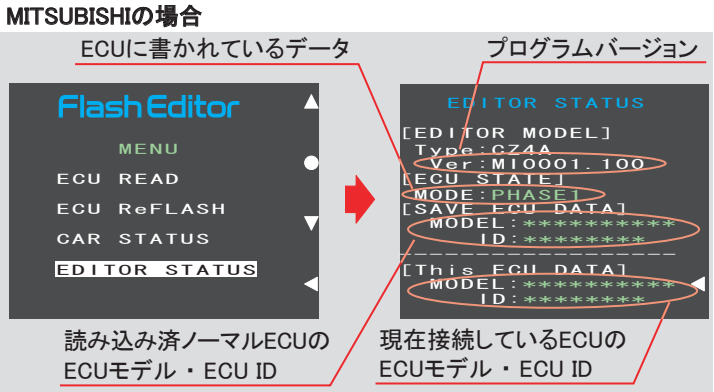 MITSUBISHIの場合
ECUに書かれているデータ
プログラムバージョン
FlashEditor
MENU
ECU READ
ECU ReFLASH
CAR STATUS
EDITOR STATUS
EDITOR STATUS
[EDITOR MODEL]
Type:CZ4A
Ver:MI0001.100
[ECU STATE]
MODE:PHASE1
[SAVE ECU DATA]
MODEL:**********
ID:********
--------------------
[This ECU DATA]
MODEL:**********
ID:********
読み込み済ノーマルECUの
ECUモデル・ECU ID
現在接続しているECUの
ECUモデル・ECU ID